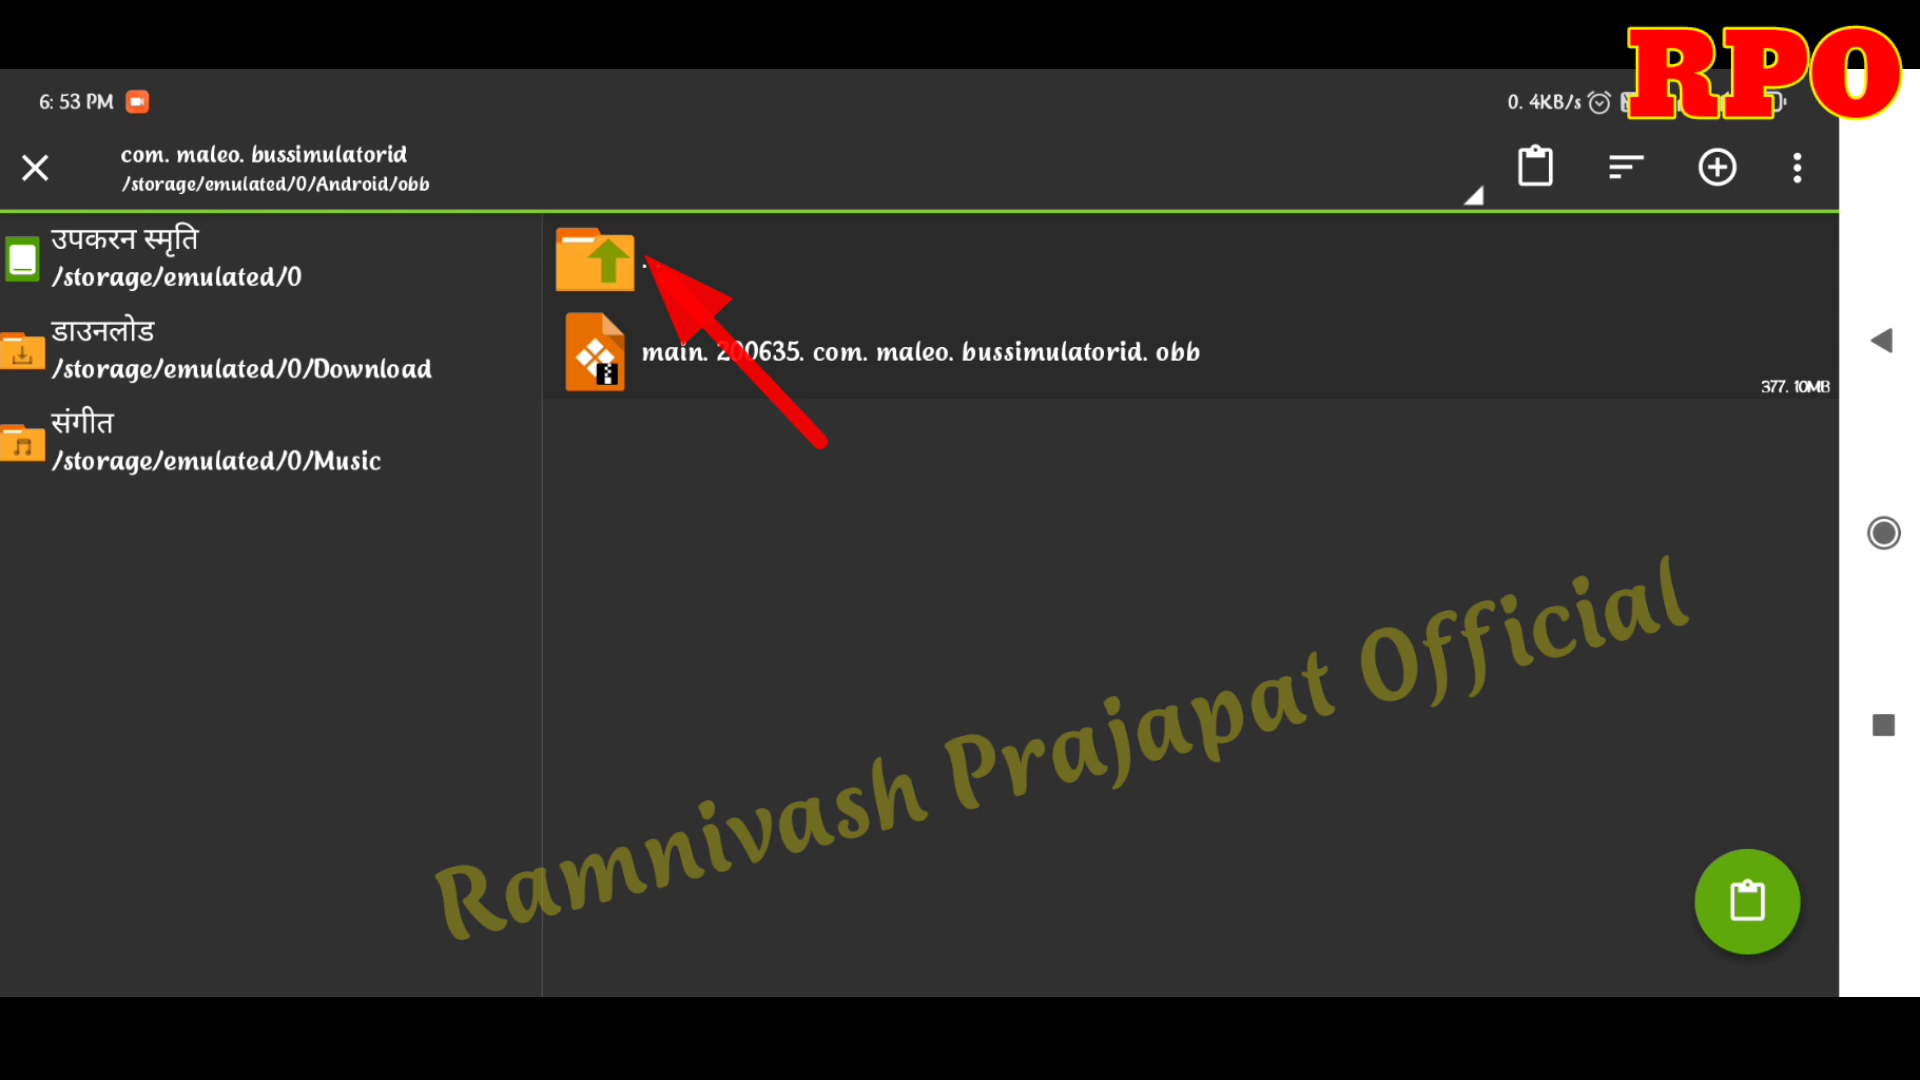 RPO
6: 53 PM
0. 4KB/s
com. maleo. bussimulatorid
/storage/emulated/0/Android/obb
उपकरन स्मृति
/storage/emulated/0
डाउनलोड
/storage/emulated/0/Download
संगीत
/storage/emulated/0/Music
main. 200635. com. maleo. bussimulatorid. obb
377. 10MB
Ramnivash Prajapat Official